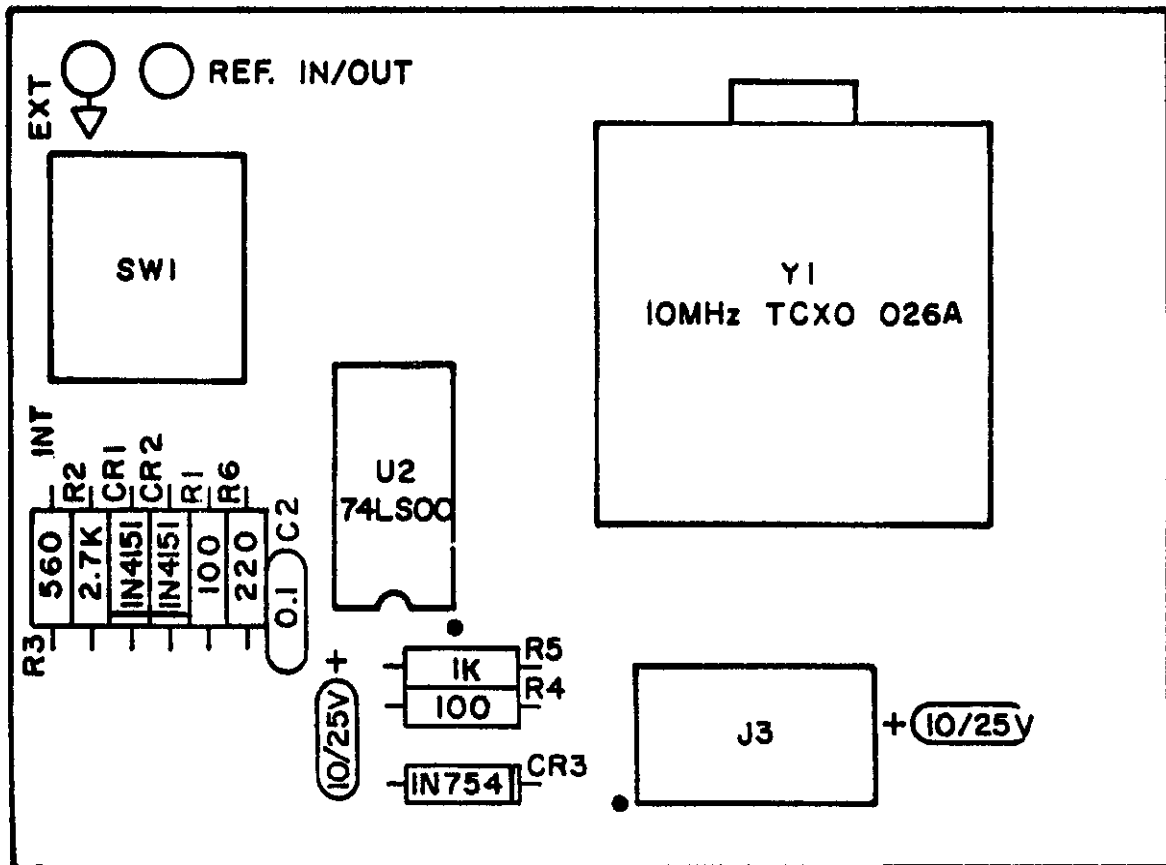 EXT
REF. IN/OUT
SW1
Y1
10MHz TCXO 026A
INT
R2
CR1
CR2
R1
R6
C2
U2
74LS00
560
2.7K
1N4151
1N4151
100
220
0.1
R3
+
10/25V
1K
R5
100
R4
1N754
CR3
J3
+
10/25V